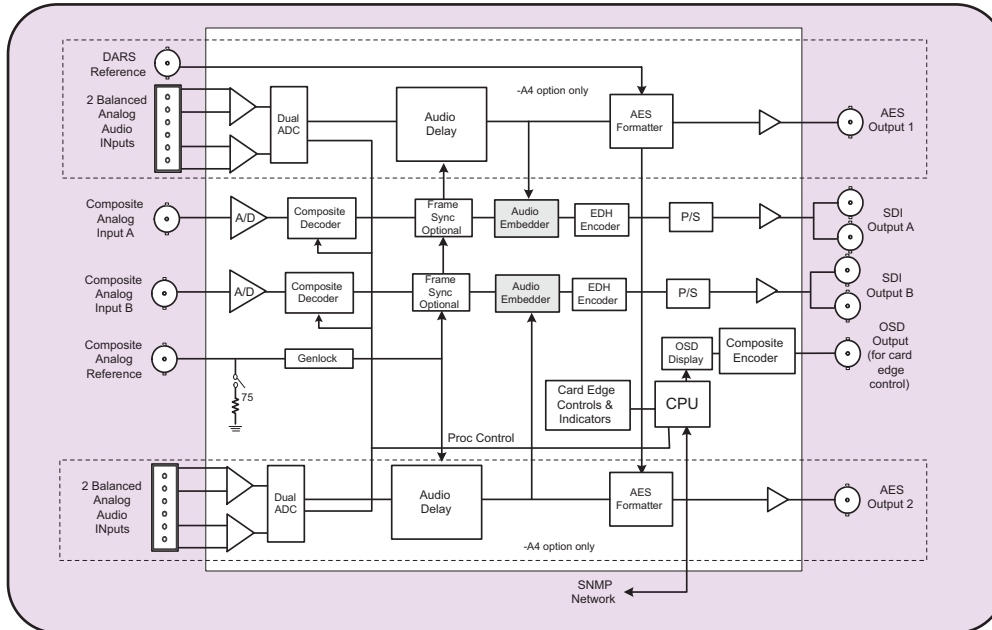 DARS
Reference
2 Balanced
Analog
Audio
INputs
Dual
ADC
Audio
Delay
-A4 option only
AES
Formatter
AES
Output 1
Composite
Analog
Input A
A/D
Composite
Decoder
Frame
Sync
Optional
Audio
Embedder
EDH
Encoder
P/S
SDI
Output A
Composite
Analog
Input B
A/D
Composite
Decoder
Frame
Sync
Optional
Audio
Embedder
EDH
Encoder
P/S
SDI
Output B
Composite
Analog
Reference
Genlock
75
OSD
Display
Composite
Encoder
OSD
Output
(for card
edge
control)
Card Edge
Controls &
Indicators
CPU
Proc Control
2 Balanced
Analog
Audio
INputs
Dual
ADC
Audio
Delay
AES
Formatter
AES
Output 2
-A4 option only
SNMP
Network